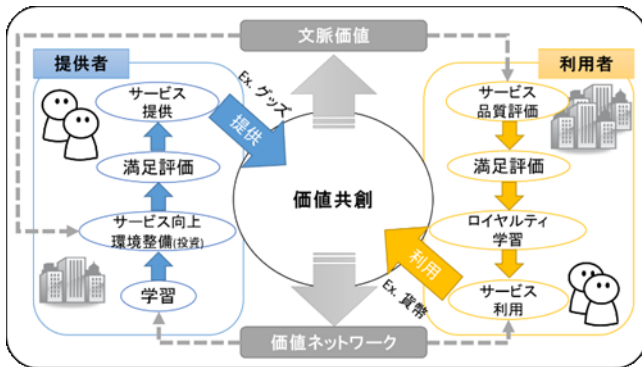 文脈価値
提供者
利用者
サービス
提供
満足評価
サービス向上
環境整備(投資)
学習
Ex. グッズ
提供
価値共創
利用
Ex. 貨幣
サービス
品質評価
満足評価
ロイヤルティ
学習
サービス
利用
価値ネットワーク